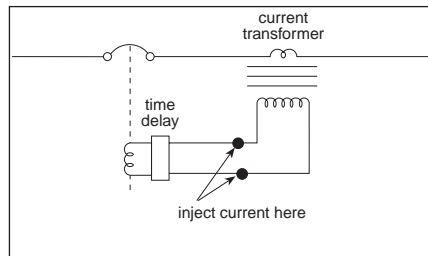 current
transformer
time
delay
inject current here